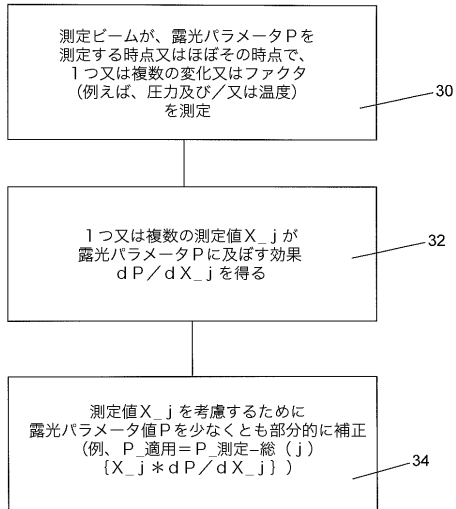 測定ビームが、露光パラメータＰを
測定する時点又はほぼその時点で、
１つ又は複数の変化又はファクタ
（例えば、圧力及び／又は温度）
を測定
30
１つ又は複数の測定値Ｘ_ｊが
露光パラメータＰに及ぼす効果
ｄＰ／ｄＸ_ｊを得る
32
測定値Ｘ_ｊを考慮するために
露光パラメータ値Ｐを少なくとも部分的に補正
（例、Ｐ_適用＝Ｐ_測定–総（ｊ）
｛Ｘ_ｊ＊ｄＰ／ｄＸ_ｊ｝）
34